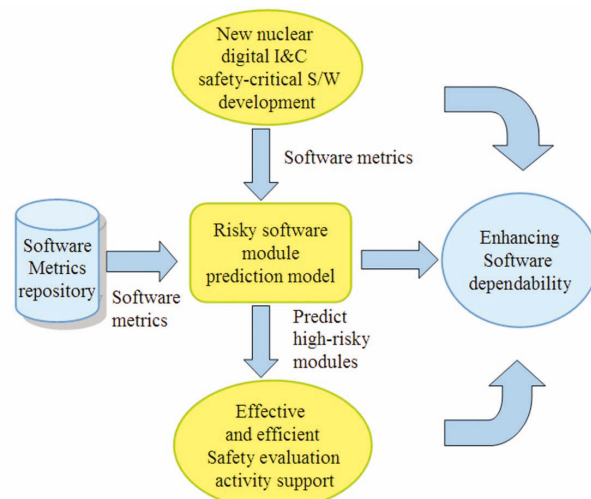 New nuclear
digital I&C
safety-critical S/W
development
Software metrics
Software
Metrics
repository
Software
metrics
Risky software
module
prediction model
Enhancing
Software
dependability
Predict
high-risky
modules
Effective
and efficient
Safety evaluation
activity support